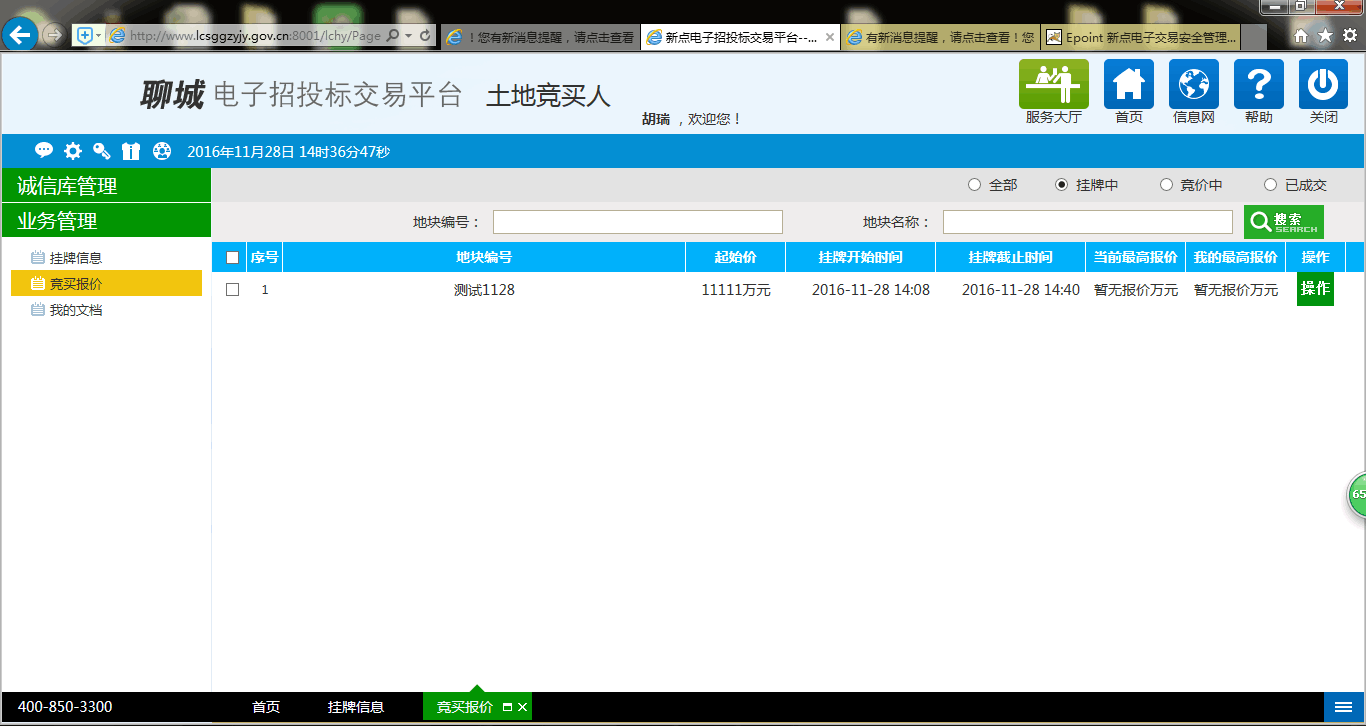 http://www.lcsggzyjy.gov.cn:8001/lchy/Page
！您有新消息提醒，请点击查看
新点电子招投标交易平台--...
有新消息提醒，请点击查看！您
Epoint 新点电子交易安全管理...
聊城 电子招投标交易平台 土地竞买人
胡瑞 ，欢迎您！
服务大厅 首页 信息网 帮助 关闭
2016年11月28日 14时36分47秒
诚信库管理
全部 挂牌中 竞价中 已成交
业务管理
地块编号： 地块名称： 搜索 SEARCH
挂牌信息
竞买报价
我的文档
序号 地块编号 起始价 挂牌开始时间 挂牌截止时间 当前最高报价 我的最高报价 操作
1 测试1128 11111万元 2016-11-28 14:08 2016-11-28 14:40 暂无报价万元 暂无报价万元 操作
65
400-850-3300 首页 挂牌信息 竞买报价